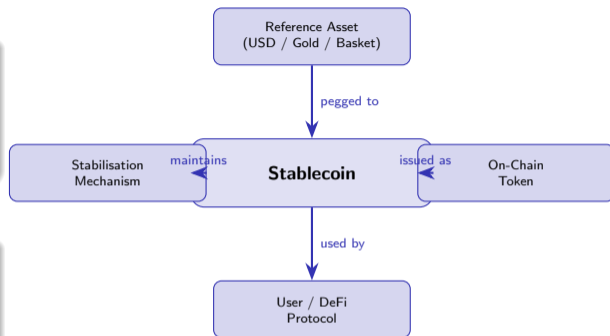 Reference Asset
(USD / Gold / Basket)
pegged to
Stabilisation
Mechanism
maintains
Stablecoin
issued as
On-Chain
Token
used by
User / DeFi
Protocol